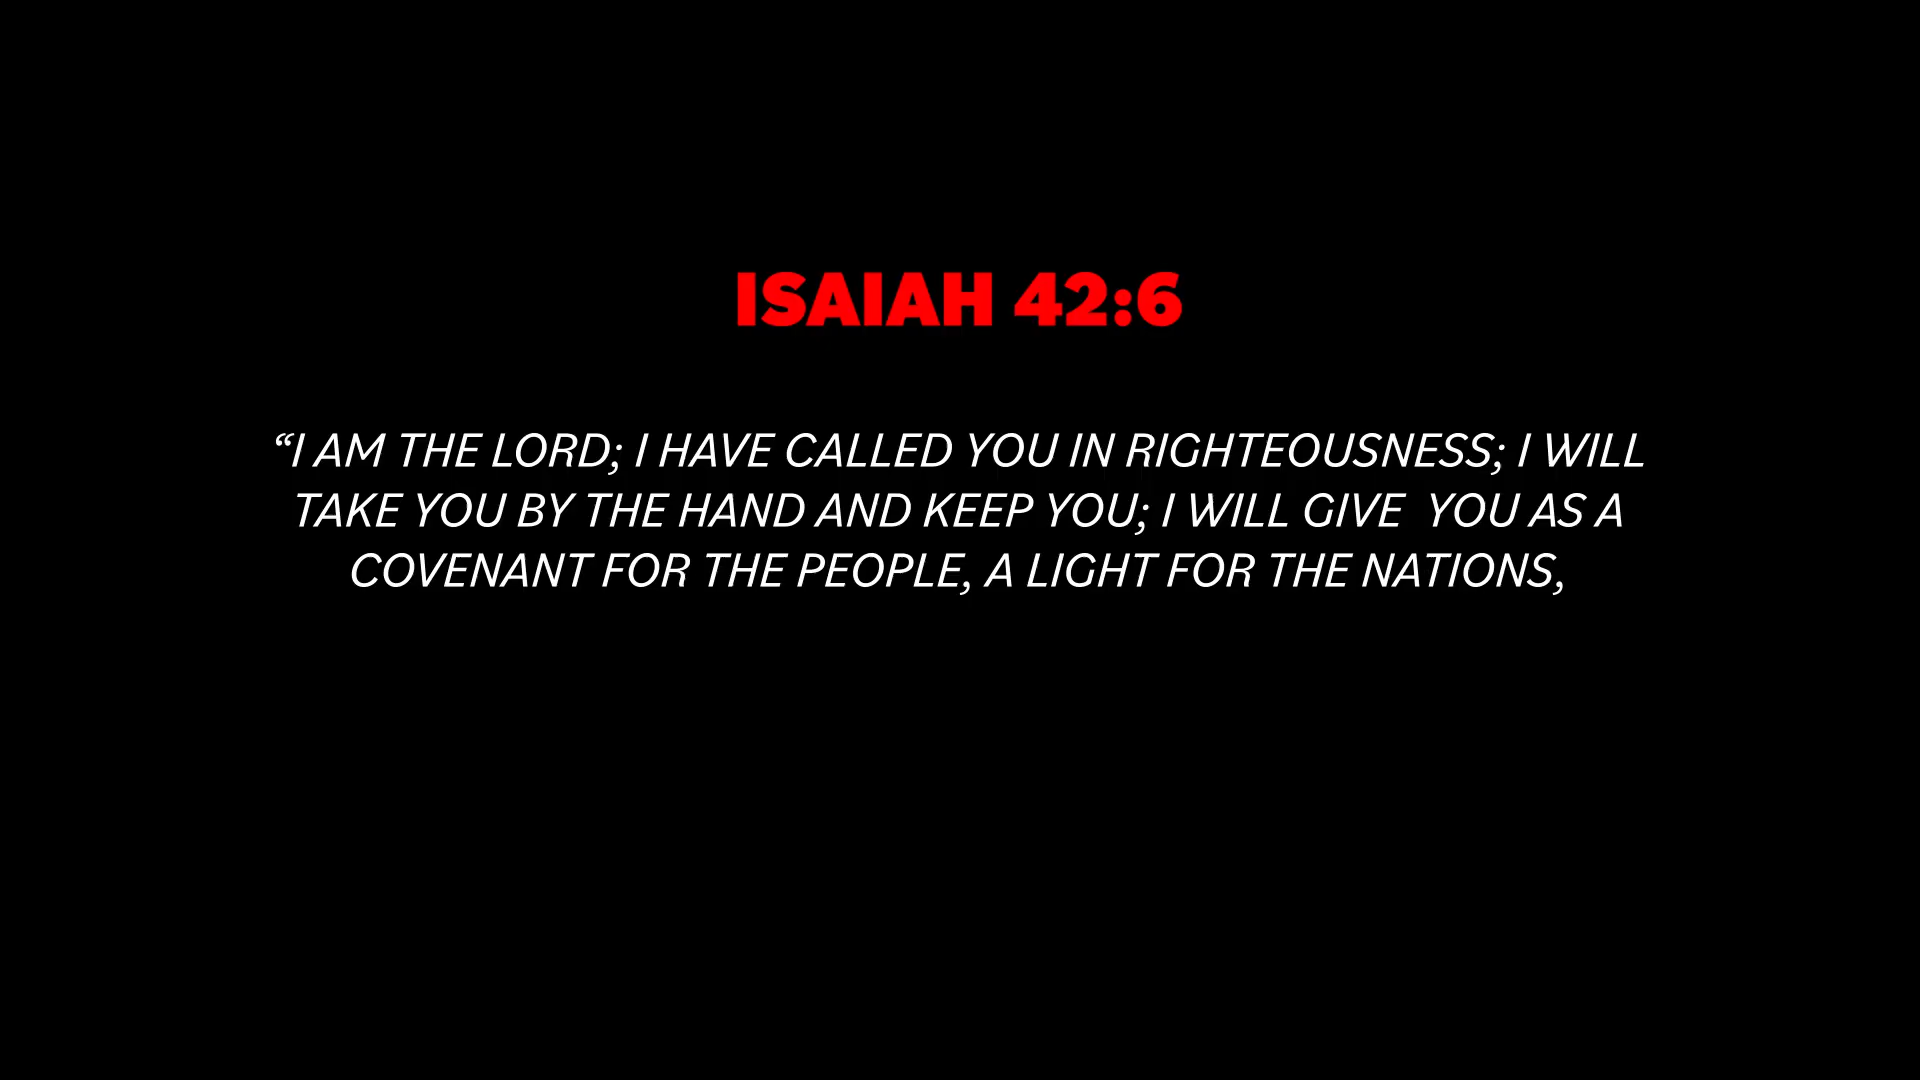 ISAIAH 42:6
“I AM THE LORD; I HAVE CALLED YOU IN RIGHTEOUSNESS; I WILL
TAKE YOU BY THE HAND AND KEEP YOU; I WILL GIVE  YOU AS A
COVENANT FOR THE PEOPLE, A LIGHT FOR THE NATIONS,